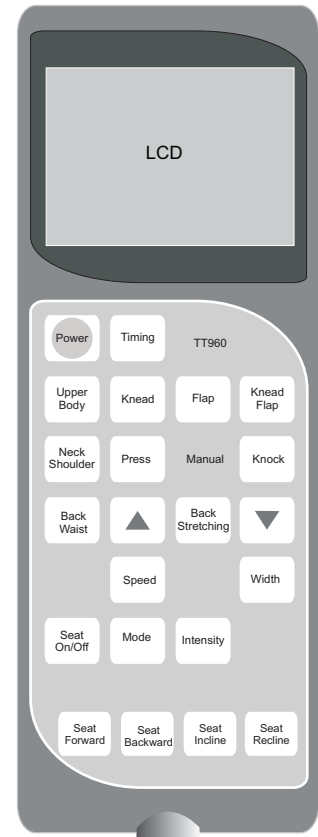 LCD
Power
Timing
TT960
Upper
Body
Knead
Flap
Knead
Flap
Neck
Shoulder
Press
Manual
Knock
Back
Waist
Back
Stretching
Speed
Width
Seat
On/Off
Mode
Intensity
Seat
Forward
Seat
Backward
Seat
Incline
Seat
Recline